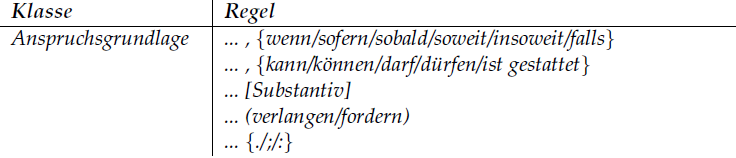 Klasse Regel
Anspruchsgrundlage ... , {wenn/sofern/sobald/soweit/insoweit/falls}
... , {kann/können/darf/dürfen/ist gestattet}
... [Substantiv]
... (verlangen/fordern)
... {./;/:}